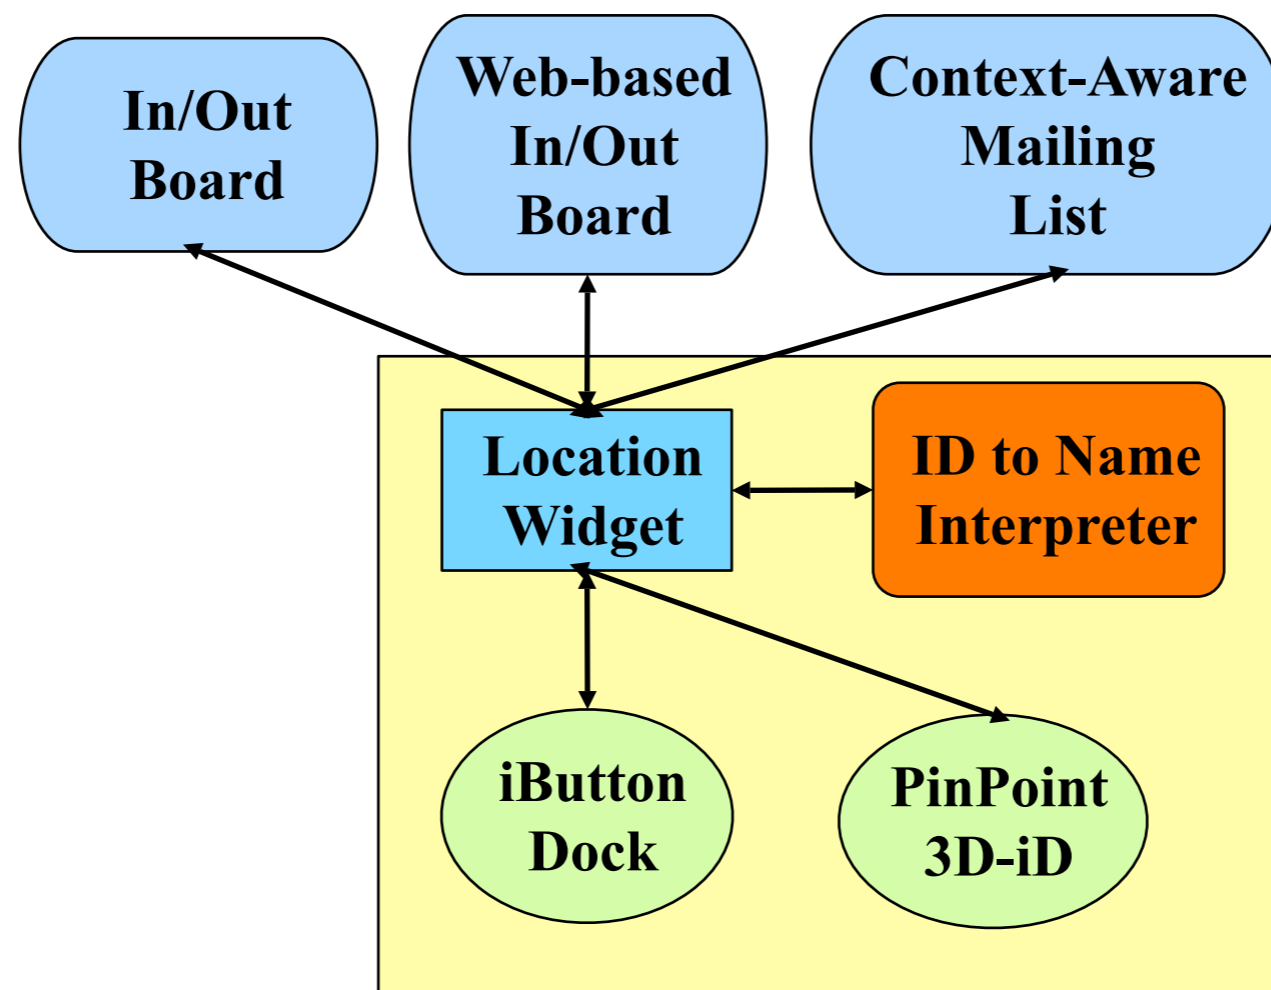 In/Out
Board
Web-based
In/Out
Board
Context-Aware
Mailing
List
Location
Widget
ID to Name
Interpreter
iButton
Dock
PinPoint
3D-iD